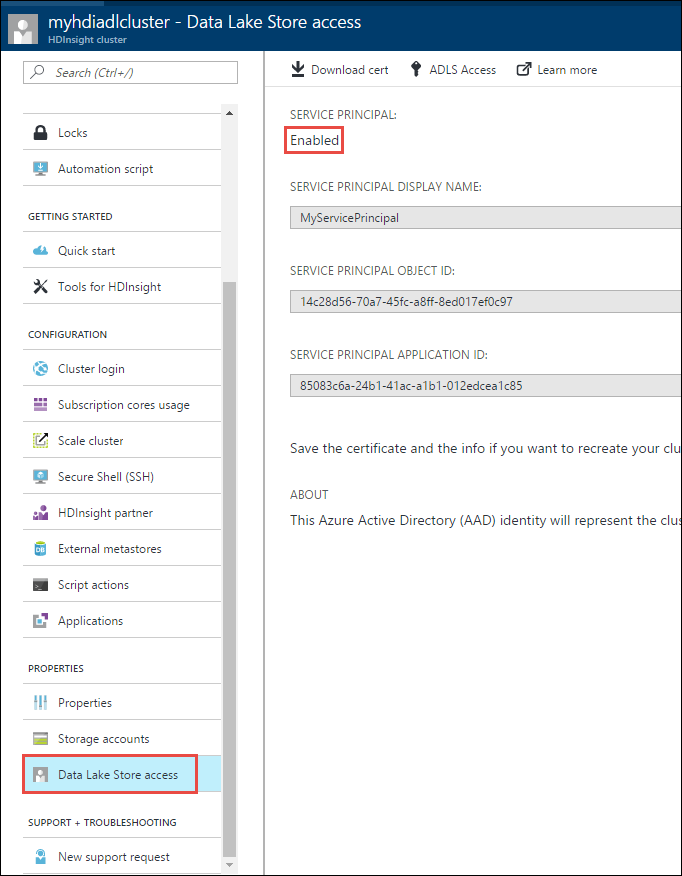 myhdiadlcluster - Data Lake Store access
HDInsight cluster
Search (Ctrl+/)
Locks
Automation script
GETTING STARTED
Quick start
Tools for HDInsight
CONFIGURATION
Cluster login
Subscription cores usage
Scale cluster
Secure Shell (SSH)
HDInsight partner
External metastores
Script actions
Applications
PROPERTIES
Properties
Storage accounts
Data Lake Store access
SUPPORT + TROUBLESHOOTING
New support request
Download cert
ADLS Access
Learn more
SERVICE PRINCIPAL:
Enabled
SERVICE PRINCIPAL DISPLAY NAME:
MyServicePrincipal
SERVICE PRINCIPAL OBJECT ID:
14c28d56-70a7-45fc-a8ff-8ed017ef0c97
SERVICE PRINCIPAL APPLICATION ID:
85083c6a-24b1-41ac-a1b1-012edcea1c85
Save the certificate and the info if you want to recreate your clu
ABOUT
This Azure Active Directory (AAD) identity will represent the clus